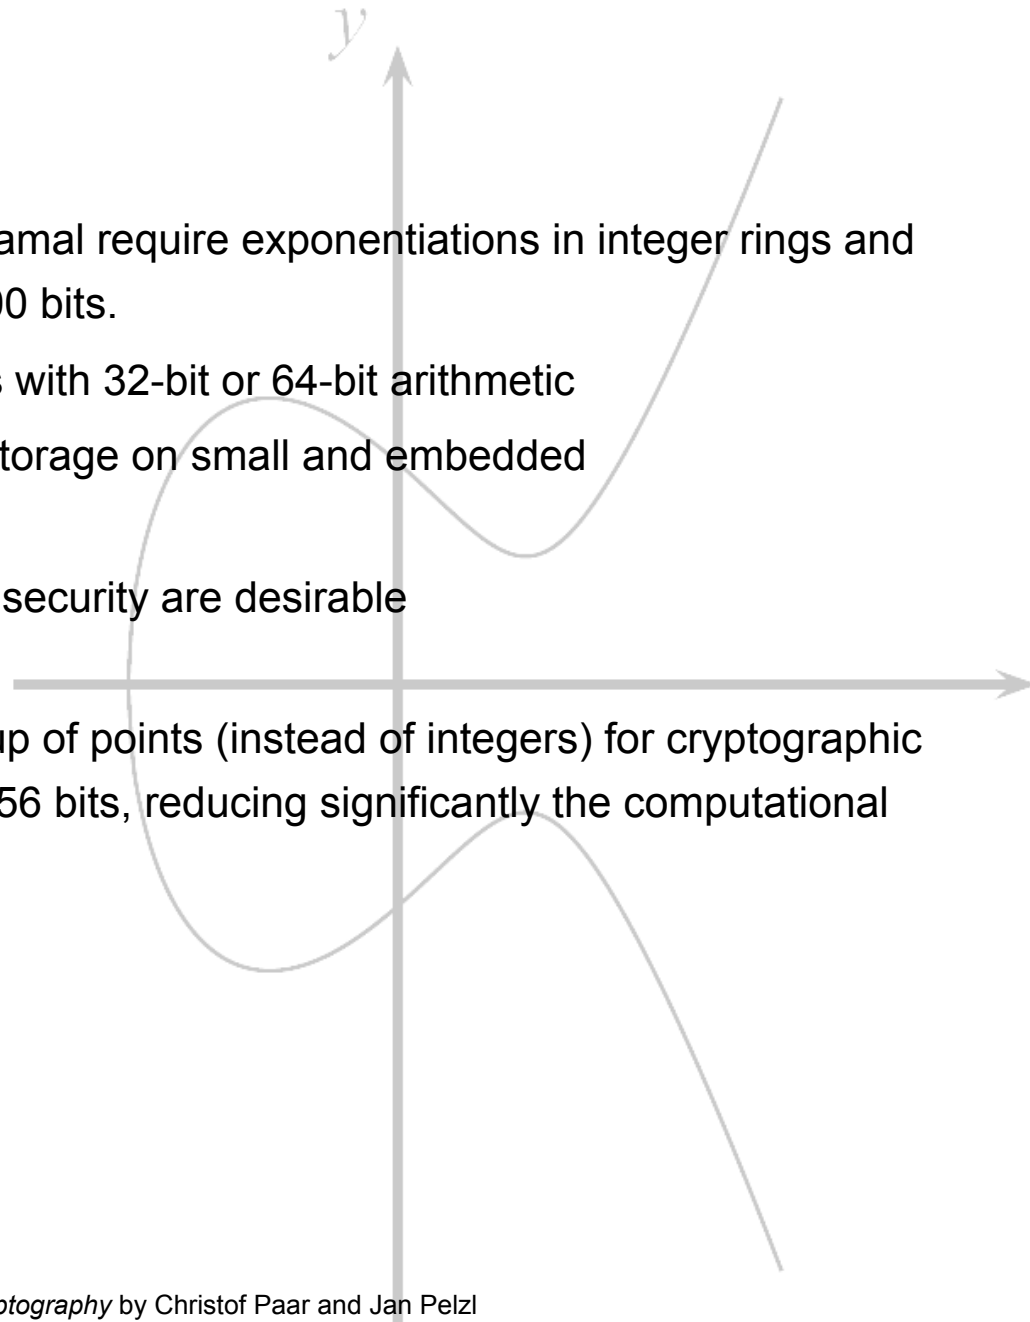 y
amal require exponentiations in integer rings and
00 bits.
with 32-bit or 64-bit arithmetic
torage on small and embedded
security are desirable
up of points (instead of integers) for cryptographic
56 bits, reducing significantly the computational
ptography by Christof Paar and Jan Pelzl